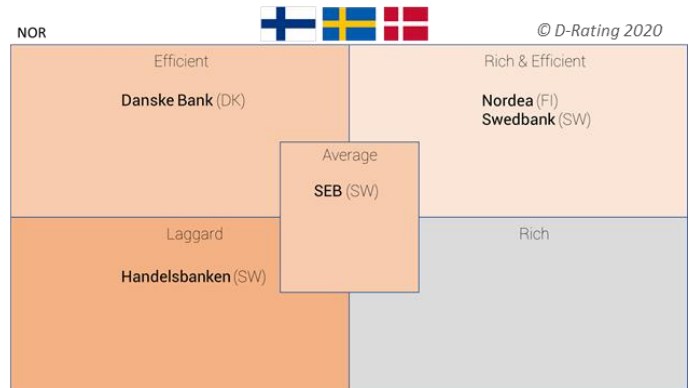 NOR
© D-Rating 2020
Efficient
Rich & Efficient
Danske Bank (DK)
Nordea (FI)
Swedbank (SW)
Average
SEB (SW)
Laggard
Rich
Handelsbanken (SW)